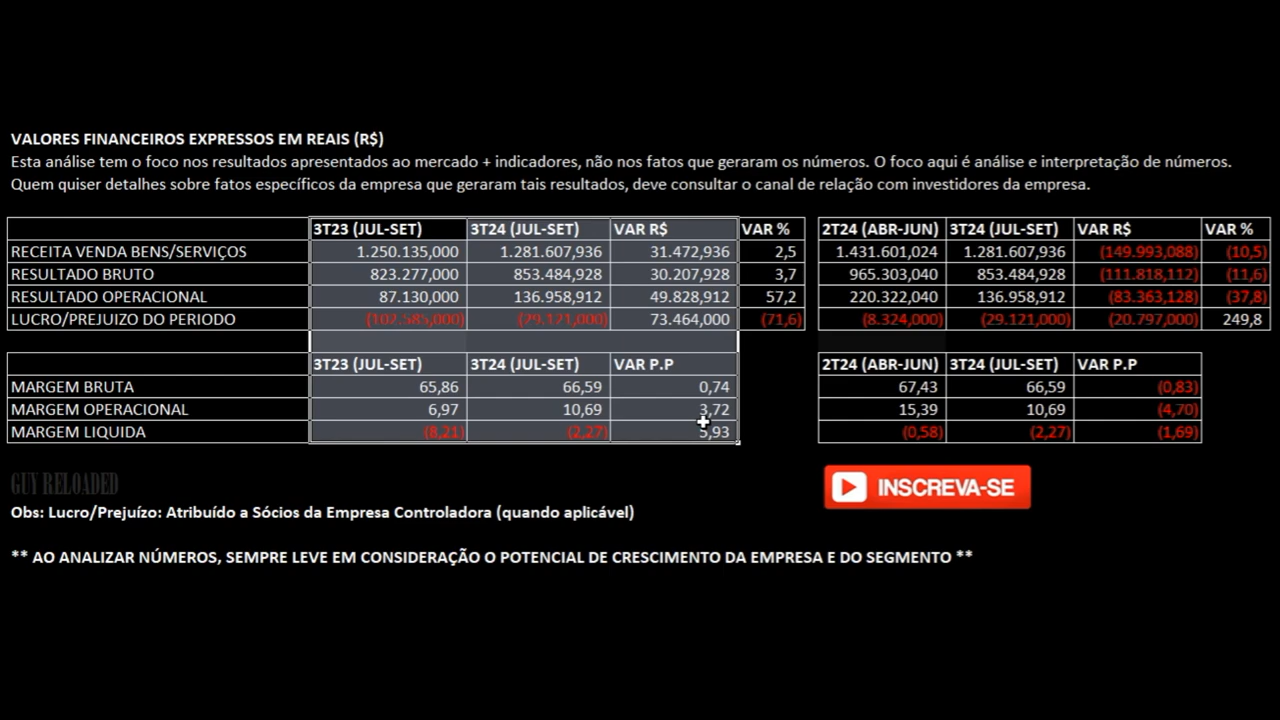 VALORES FINANCEIROS EXPRESSOS EM REAIS (R$)
Esta análise tem o foco nos resultados apresentados ao mercado + indicadores, não nos fatos que geraram os números. O foco aqui é análise e interpretação de números.
Quem quiser detalhes sobre fatos específicos da empresa que geraram tais resultados, deve consultar o canal de relação com investidores da empresa.
3T23 (JUL-SET) 3T24 (JUL-SET) VAR R$ VAR % 2T24 (ABR-JUN) 3T24 (JUL-SET) VAR R$ VAR %
RECEITA VENDA BENS/SERVIÇOS 1.250.135,000 1.281.607,936 31.472,936 2,5 1.431.601,024 1.281.607,936 (149.993,088) (10,5)
RESULTADO BRUTO 823.277,000 853.484,928 30.207,928 3,7 965.303,040 853.484,928 (111.818,112) (11,6)
RESULTADO OPERACIONAL 87.130,000 136.958,912 49.828,912 57,2 220.322,040 136.958,912 (83.363,128) (37,8)
LUCRO/PREJUIZO DO PERIODO (102.585,000) (29.121,000) 73.464,000 (71,6) (8.324,000) (29.121,000) (20.797,000) 249,8
3T23 (JUL-SET) 3T24 (JUL-SET) VAR P.P 2T24 (ABR-JUN) 3T24 (JUL-SET) VAR P.P
MARGEM BRUTA 65,86 66,59 0,74 67,43 66,59 (0,83)
MARGEM OPERACIONAL 6,97 10,69 3,72 15,39 10,69 (4,70)
MARGEM LIQUIDA (8,21) (2,27) 5,93 (0,58) (2,27) (1,69)
GUY RELOADED
INSCREVA-SE
Obs: Lucro/Prejuízo: Atribuído a Sócios da Empresa Controladora (quando aplicável)
** AO ANALIZAR NÚMEROS, SEMPRE LEVE EM CONSIDERAÇÃO O POTENCIAL DE CRESCIMENTO DA EMPRESA E DO SEGMENTO **